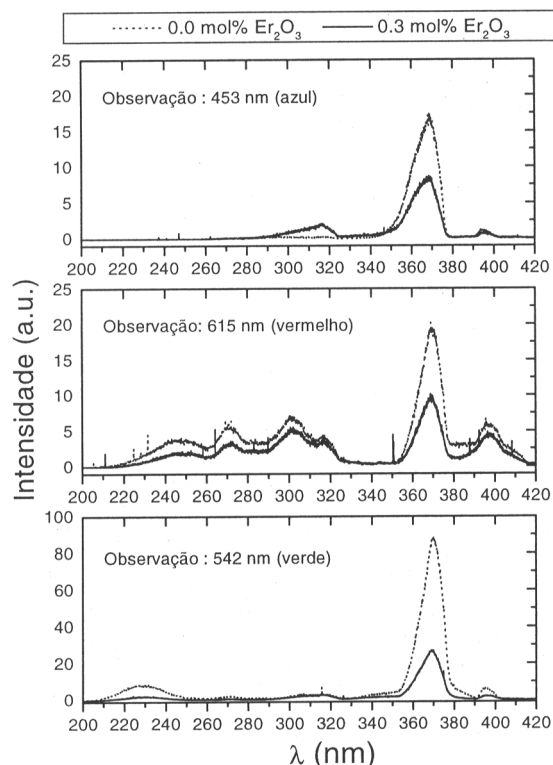 0.0 mol% Er₂O₃ 0.3 mol% Er₂O₃
25
20
15
10
5
0
Observação : 453 nm (azul)
200 220 240 260 280 300 320 340 360 380 400 420
25
20
15
10
5
0
Observação: 615 nm (vermelho)
200 220 240 260 280 300 320 340 360 380 400 420
Intensidade (a.u.)
100
80
60
40
20
0
Observação : 542 nm (verde)
200 220 240 260 280 300 320 340 360 380 400 420
λ (nm)